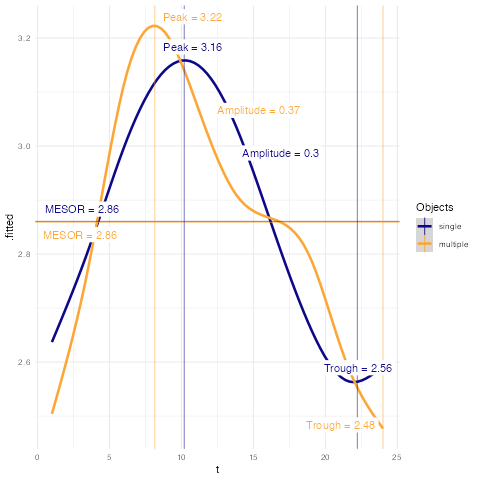 Peak = 3.22
Peak = 3.16
Amplitude = 0.37
Amplitude = 0.3
MESOR = 2.86
MESOR = 2.86
Trough = 2.56
Trough = 2.48
3.2
3.0
2.8
2.6
.fitted
0
5
10
15
20
25
t
Objects
single
multiple